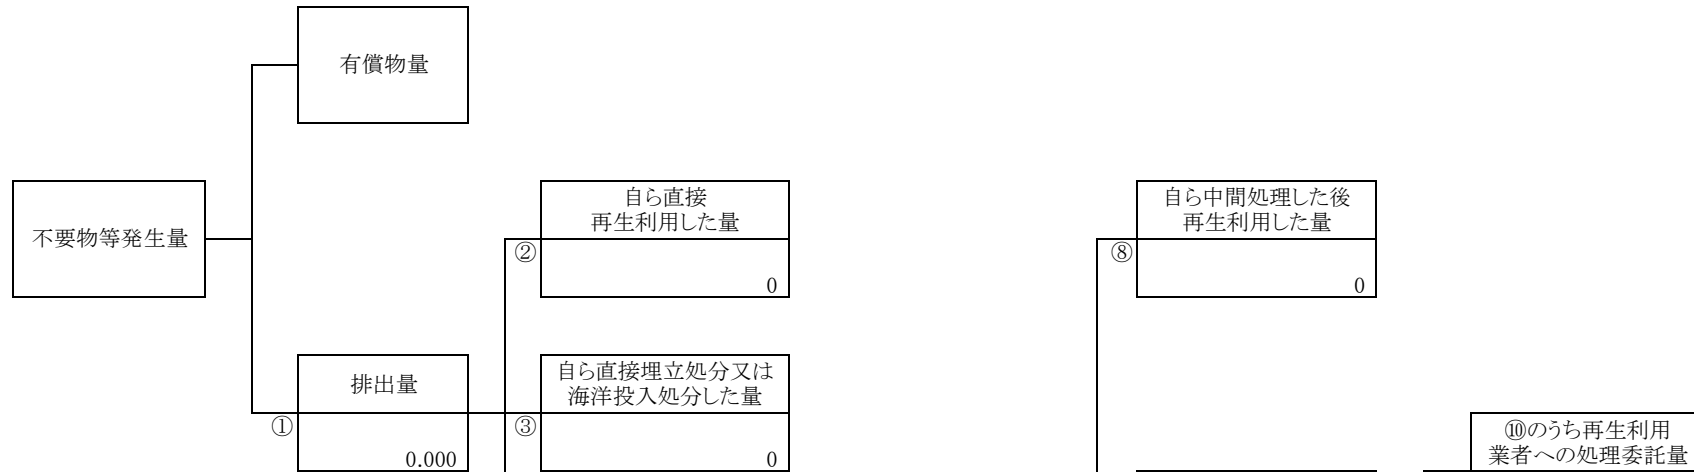 有償物量
不要物等発生量
自ら直接
再生利用した量
②
0
自ら中間処理した後
再生利用した量
⑧
0
排出量
①
0.000
自ら直接埋立処分又は
海洋投入処分した量
③
0
⑩のうち再生利用
業者への処理委託量